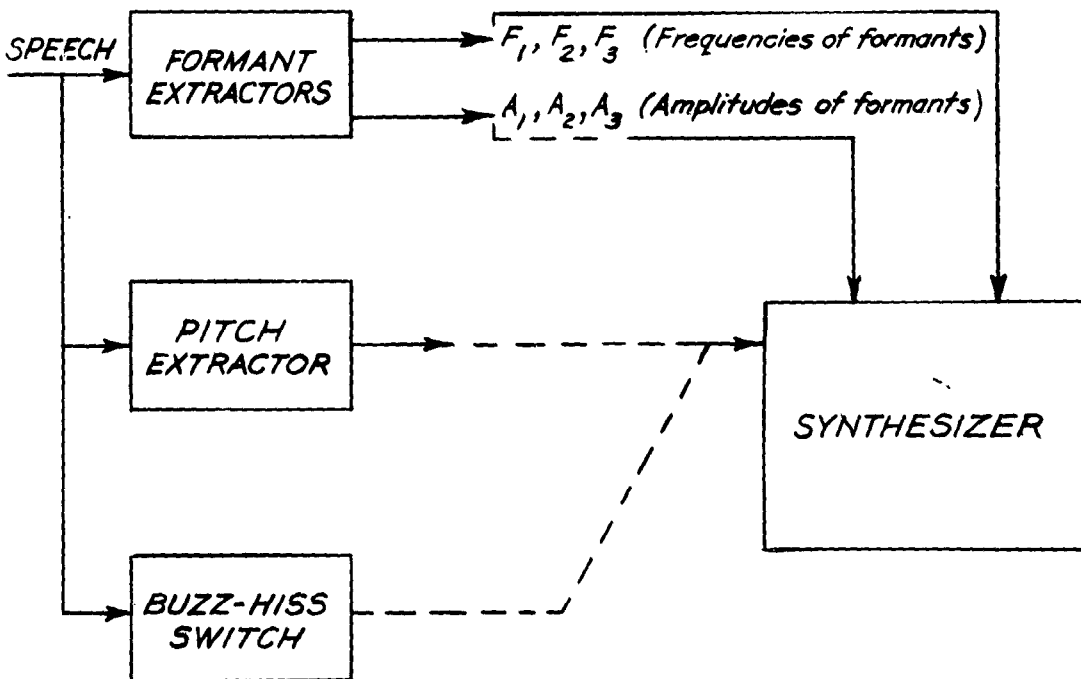 SPEECH
FORMANT
EXTRACTORS
F1, F2, F3 (Frequencies of formants)
A1, A2, A3 (Amplitudes of formants)
PITCH
EXTRACTOR
SYNTHESIZER
BUZZ-HISS
SWITCH